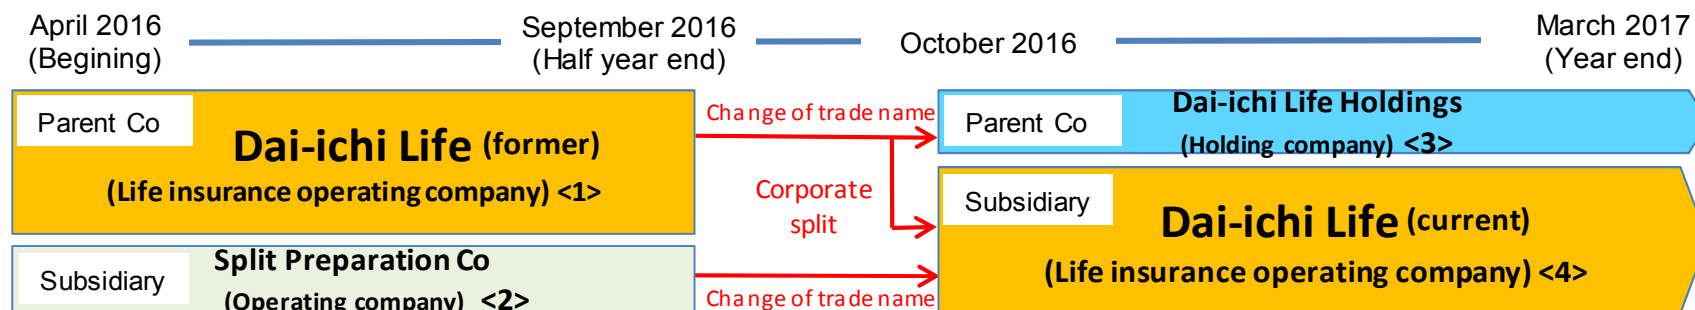 April 2016
(Begining)
September 2016
(Half year end)
October 2016
March 2017
(Year end)
Parent Co
Dai-ichi Life (former)
(Life insurance operating company) <1>
Change of trade name
Parent Co
Dai-ichi Life Holdings
(Holding company) <3>
Corporate
split
Subsidiary
Dai-ichi Life (current)
(Life insurance operating company) <4>
Subsidiary
Split Preparation Co
(Operating company) <2>
Change of trade name